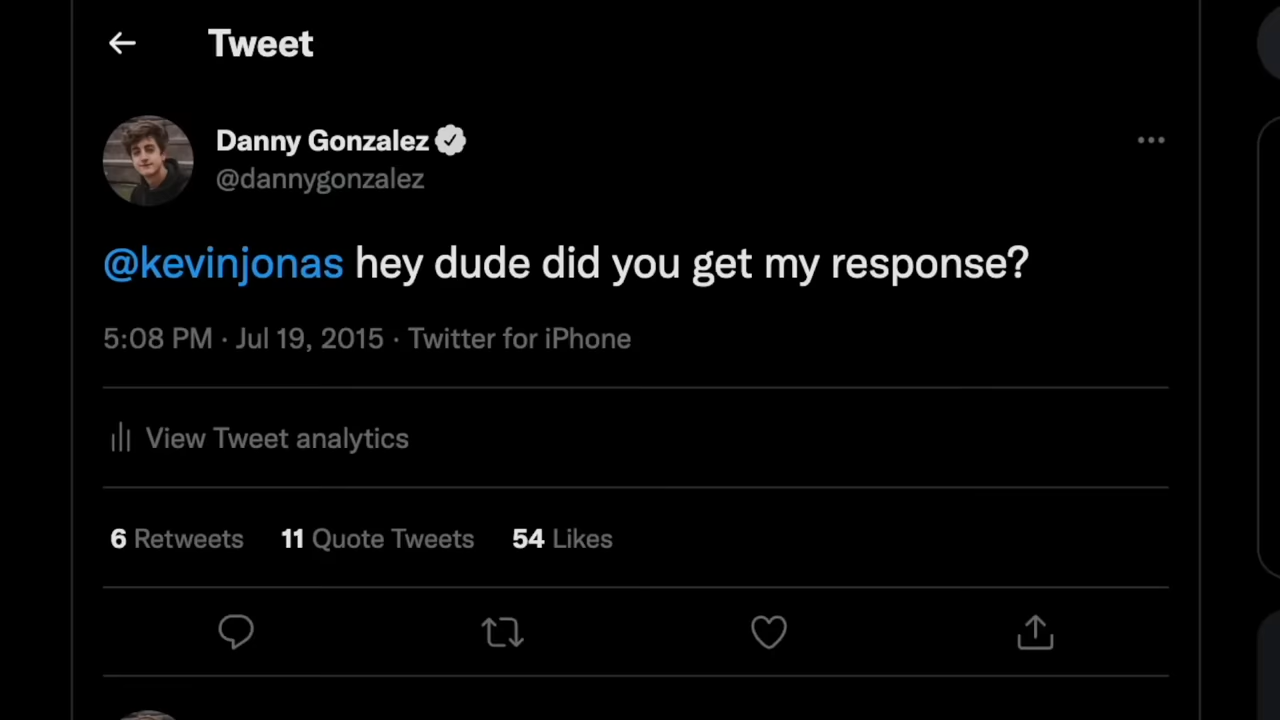 Tweet
Danny Gonzalez
@dannygonzalez
@kevinjonas hey dude did you get my response?
5:08 PM · Jul 19, 2015 · Twitter for iPhone
View Tweet analytics
6 Retweets 11 Quote Tweets 54 Likes